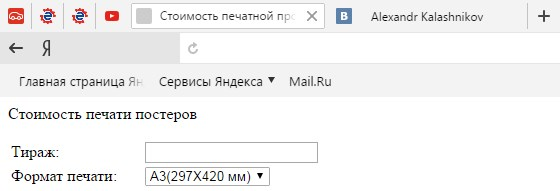 Стоимость печатной про
Alexandr Kalashnikov
Я
Главная страница Ян Сервисы Яндекса Mail.Ru
Стоимость печати постеров
Тираж:
Формат печати: А3(297Х420 мм)